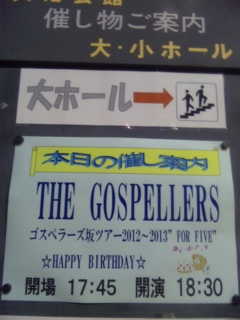 会館
催し物ご案内
大・小ホール
大ホール
本日の催し案内
THE GOSPELLERS
ゴスペラーズ坂ツアー2012～2013" FOR FIVE"
☆HAPPY BIRTHDAY☆
開場 17:45 開演 18:30